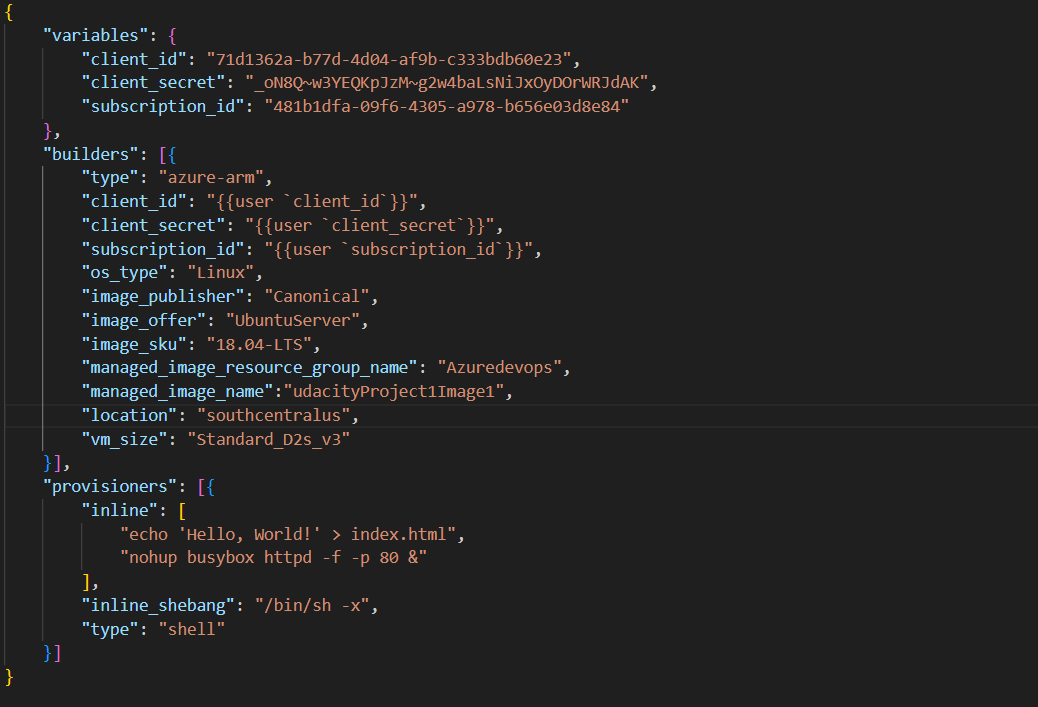 {
    "variables": {
        "client_id": "71d1362a-b77d-4d04-af9b-c333bdb60e23",
        "client_secret": "_oN8Q~w3YEQKpJzM~g2w4baLsNiJxOyDOrWRJdAK",
        "subscription_id": "481b1dfa-09f6-4305-a978-b656e03d8e84"
    },
    "builders": [{
        "type": "azure-arm",
        "client_id": "{{user `client_id`}}",
        "client_secret": "{{user `client_secret`}}",
        "subscription_id": "{{user `subscription_id`}}",
        "os_type": "Linux",
        "image_publisher": "Canonical",
        "image_offer": "UbuntuServer",
        "image_sku": "18.04-LTS",
        "managed_image_resource_group_name": "Azuredevops",
        "managed_image_name":"udacityProject1Image1",
        "location": "southcentralus",
        "vm_size": "Standard_D2s_v3"
    }],
    "provisioners": [{
        "inline": [
            "echo 'Hello, World!' > index.html",
            "nohup busybox httpd -f -p 80 &"
        ],
        "inline_shebang": "/bin/sh -x",
        "type": "shell"
    }]
}